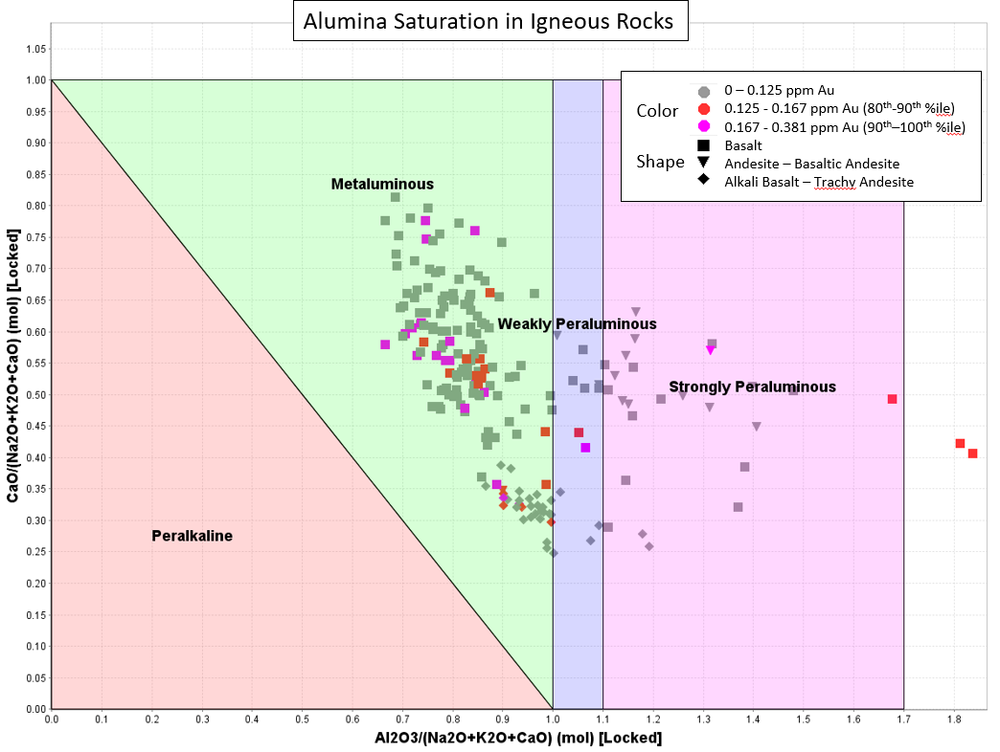 Alumina Saturation in Igneous Rocks
1.05
1.00
0.95
0.90
0.85
0.80
0.75
0.70
0.65
0.60
0.55
0.50
0.45
0.40
0.35
0.30
0.25
0.20
0.15
0.10
0.05
0.00
CaO/(Na2O+K2O+CaO) (mol) [Locked]
Color
0 – 0.125 ppm Au
0.125 - 0.167 ppm Au (80th-90th %ile)
0.167 - 0.381 ppm Au (90th–100th %ile)
Shape
Basalt
Andesite – Basaltic Andesite
Alkali Basalt – Trachy Andesite
Metaluminous
Weakly Peraluminous
Strongly Peraluminous
Peralkaline
0.0 0.1 0.2 0.3 0.4 0.5 0.6 0.7 0.8 0.9 1.0 1.1 1.2 1.3 1.4 1.5 1.6 1.7 1.8
Al2O3/(Na2O+K2O+CaO) (mol) [Locked]